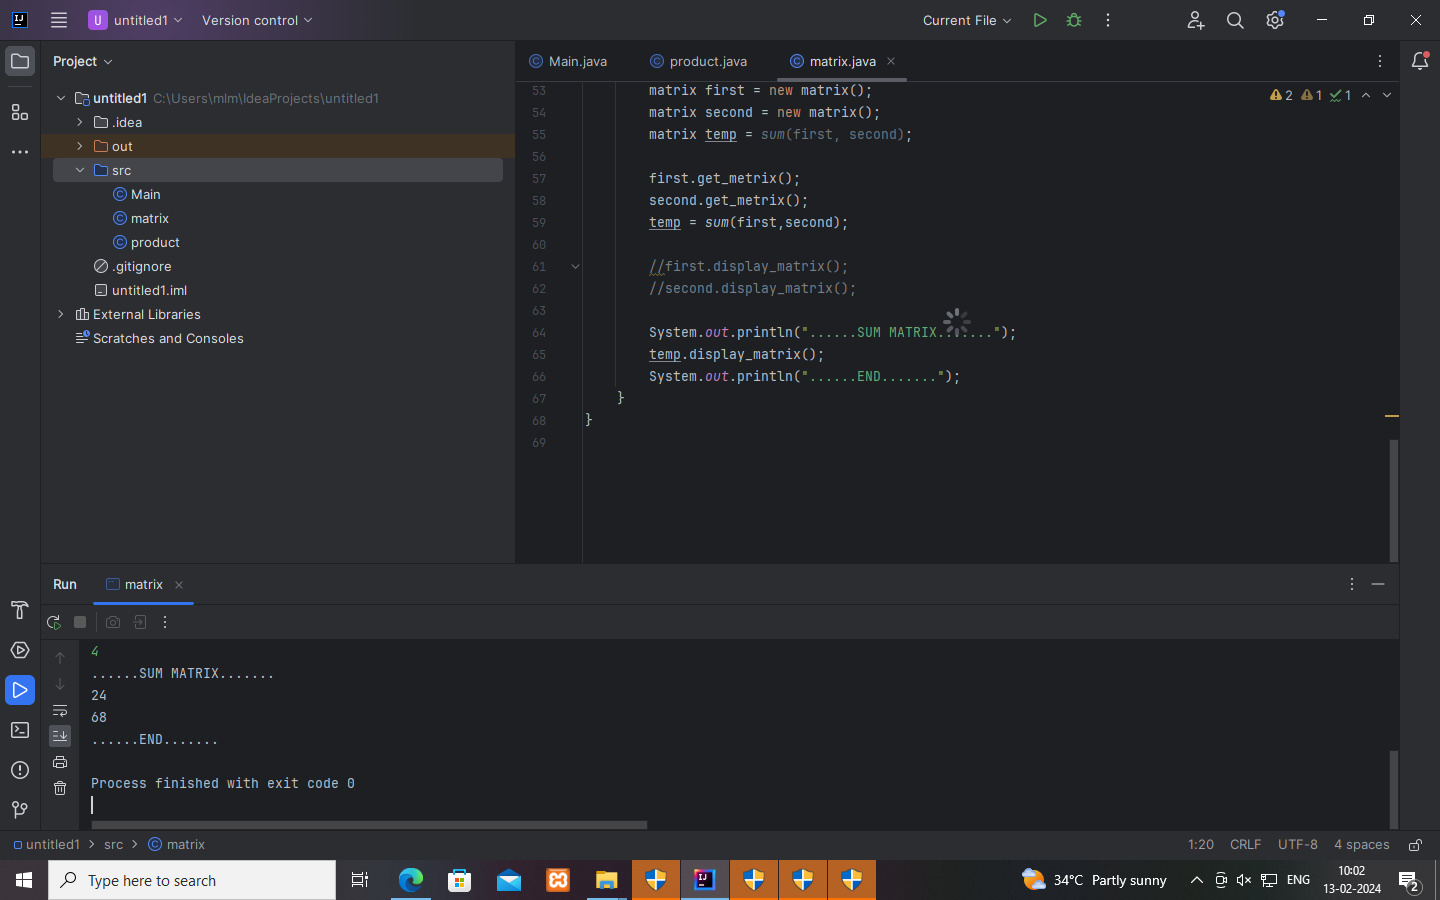 U untitled1 Version control Current File
Project
untitled1 C:\Users\mlm\IdeaProjects\untitled1
.idea
out
src
Main
matrix
product
.gitignore
untitled1.iml
External Libraries
Scratches and Consoles
Main.java product.java matrix.java
2 1 1
53 matrix first = new matrix();
54 matrix second = new matrix();
55 matrix temp = sum(first, second);
56
57 first.get_metrix();
58 second.get_metrix();
59 temp = sum(first,second);
60
61 //first.display_matrix();
62 //second.display_matrix();
63
64 System.out.println("......SUM MATRIX.......");
65 temp.display_matrix();
66 System.out.println("......END.......");
67 }
68 }
69
Run matrix
4
......SUM MATRIX.......
24
68
......END.......
Process finished with exit code 0
untitled1 > src > matrix 1:20 CRLF UTF-8 4 spaces
Type here to search 34°C Partly sunny ENG 10:02
13-02-2024 2